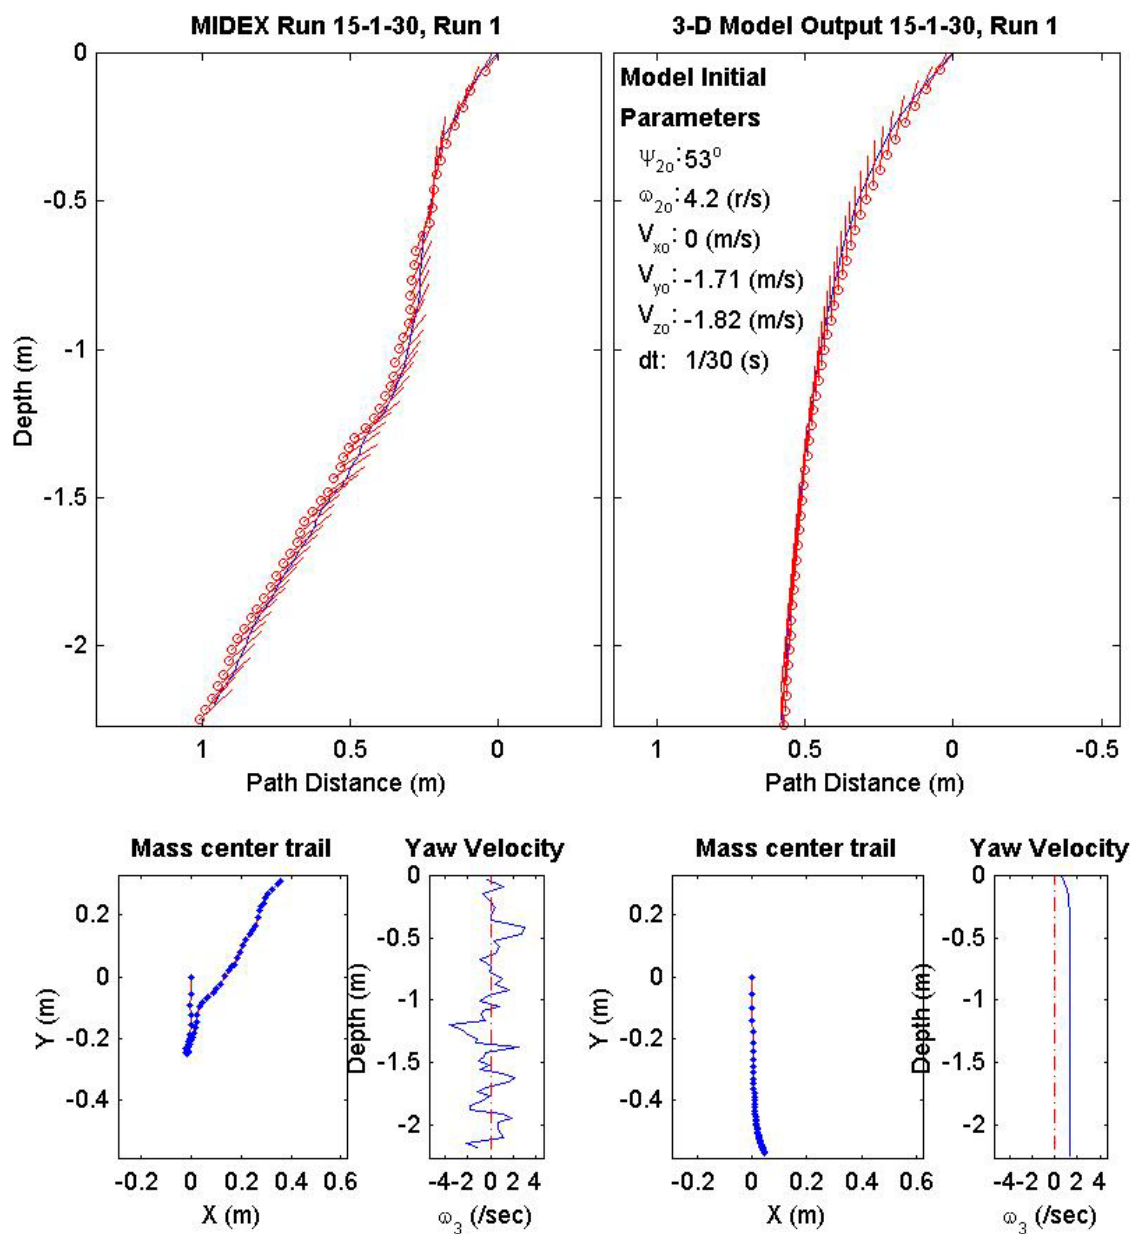 MIDEX Run 15-1-30, Run 1
3-D Model Output 15-1-30, Run 1
0
-0.5
-1
-1.5
-2
Depth (m)
1
0.5
0
Path Distance (m)
Model Initial
Parameters
Ψ2o: 53o
ω2o: 4.2 (r/s)
Vxo: 0 (m/s)
Vyo: -1.71 (m/s)
Vzo: -1.82 (m/s)
dt: 1/30 (s)
1
0.5
0
-0.5
Path Distance (m)
Mass center trail
0.2
0
-0.2
-0.4
Y (m)
-0.2
0
0.2
0.4
0.6
X (m)
Yaw Velocity
0
-0.5
-1
-1.5
-2
Depth (m)
-4-2 0 2 4
ω3 (/sec)
Mass center trail
0.2
0
-0.2
-0.4
Y (m)
-0.2
0
0.2
0.4
0.6
X (m)
Yaw Velocity
0
-0.5
-1
-1.5
-2
Depth (m)
-4-2 0 2 4
ω3 (/sec)